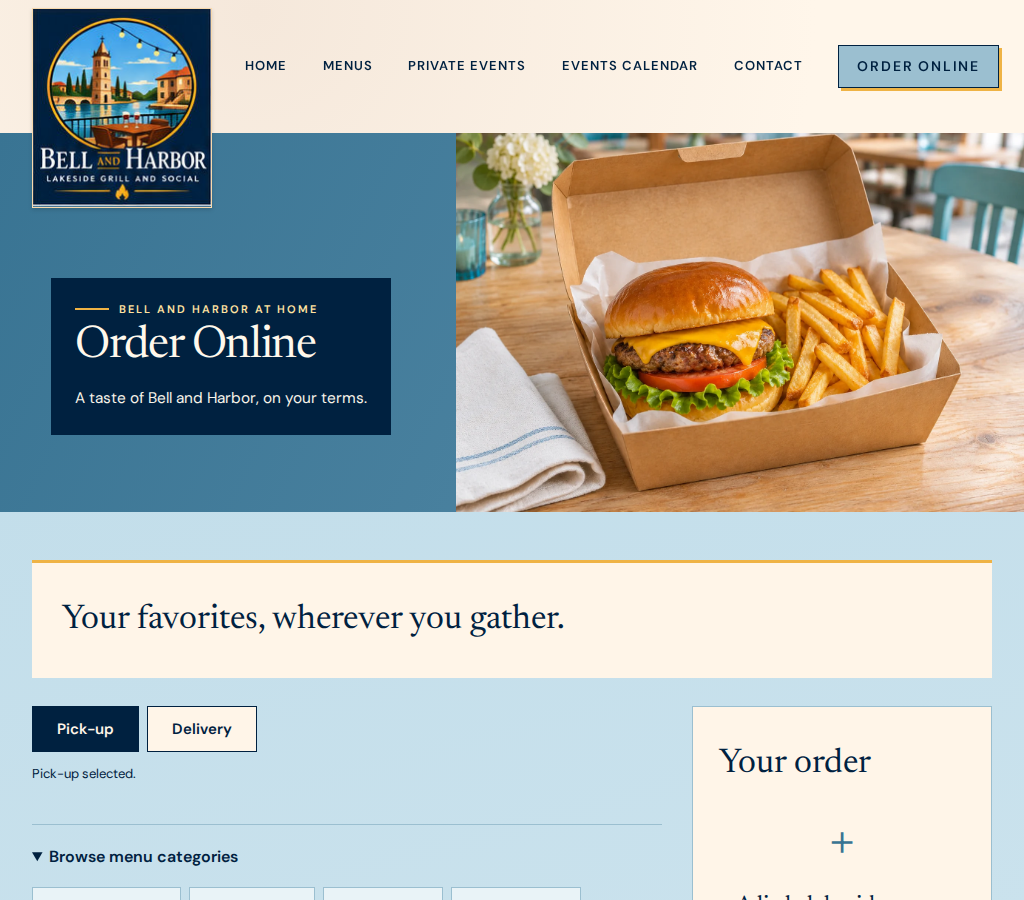 BELL AND HARBOR
LAKESIDE GRILL AND SOCIAL
HOME
MENUS
PRIVATE EVENTS
EVENTS CALENDAR
CONTACT
ORDER ONLINE
BELL AND HARBOR AT HOME
Order Online
A taste of Bell and Harbor, on your terms.
Your favorites, wherever you gather.
Pick-up
Delivery
Pick-up selected.
Browse menu categories
Your order
+